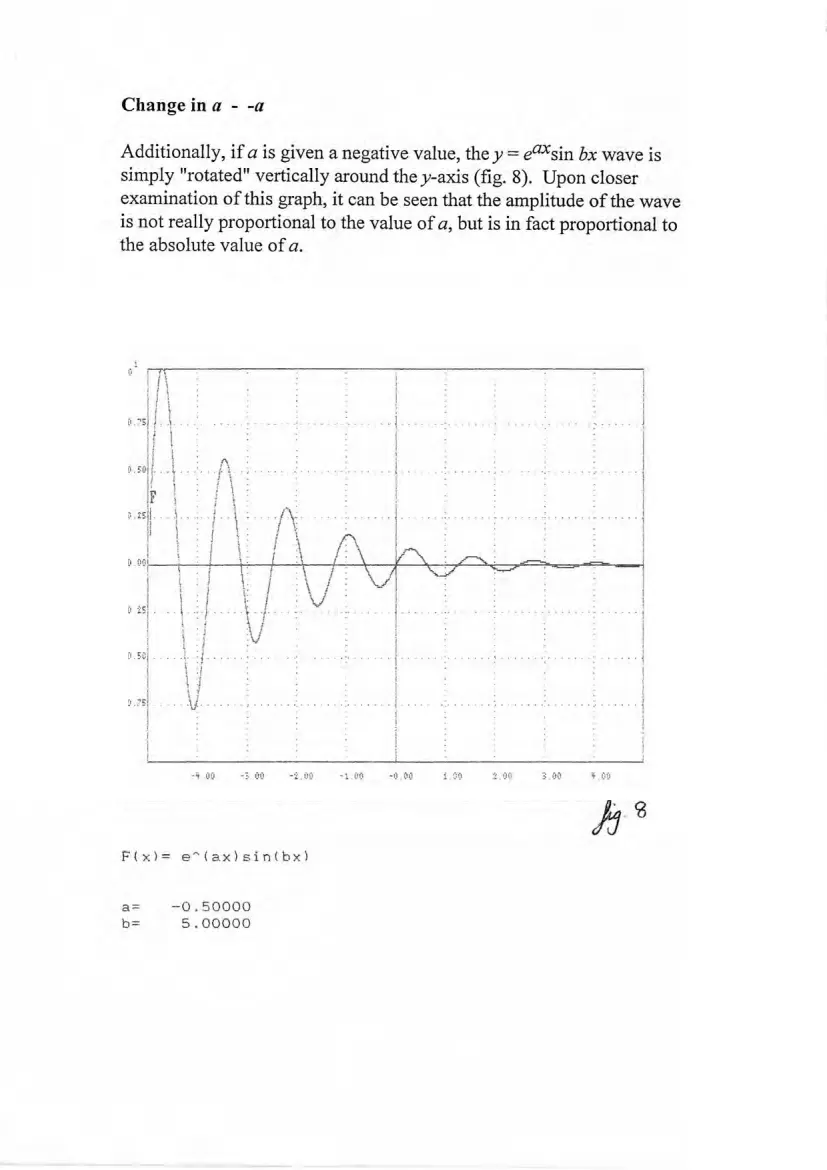 Change in a - -a
Additionally, if a is given a negative value, the y = e^ax sin bx wave is
simply "rotated" vertically around the y-axis (fig. 8). Upon closer
examination of this graph, it can be seen that the amplitude of the wave
is not really proportional to the value of a, but is in fact proportional to
the absolute value of a.
0.75
0.50
F
0.25
0.00
0.25
0.50
0.75
-4.00 -3.00 -2.00 -1.00 -0.00 1.00 2.00 3.00 4.00
fig. 8
F(x)= e^(ax)sin(bx)
a= -0.50000
b= 5.00000